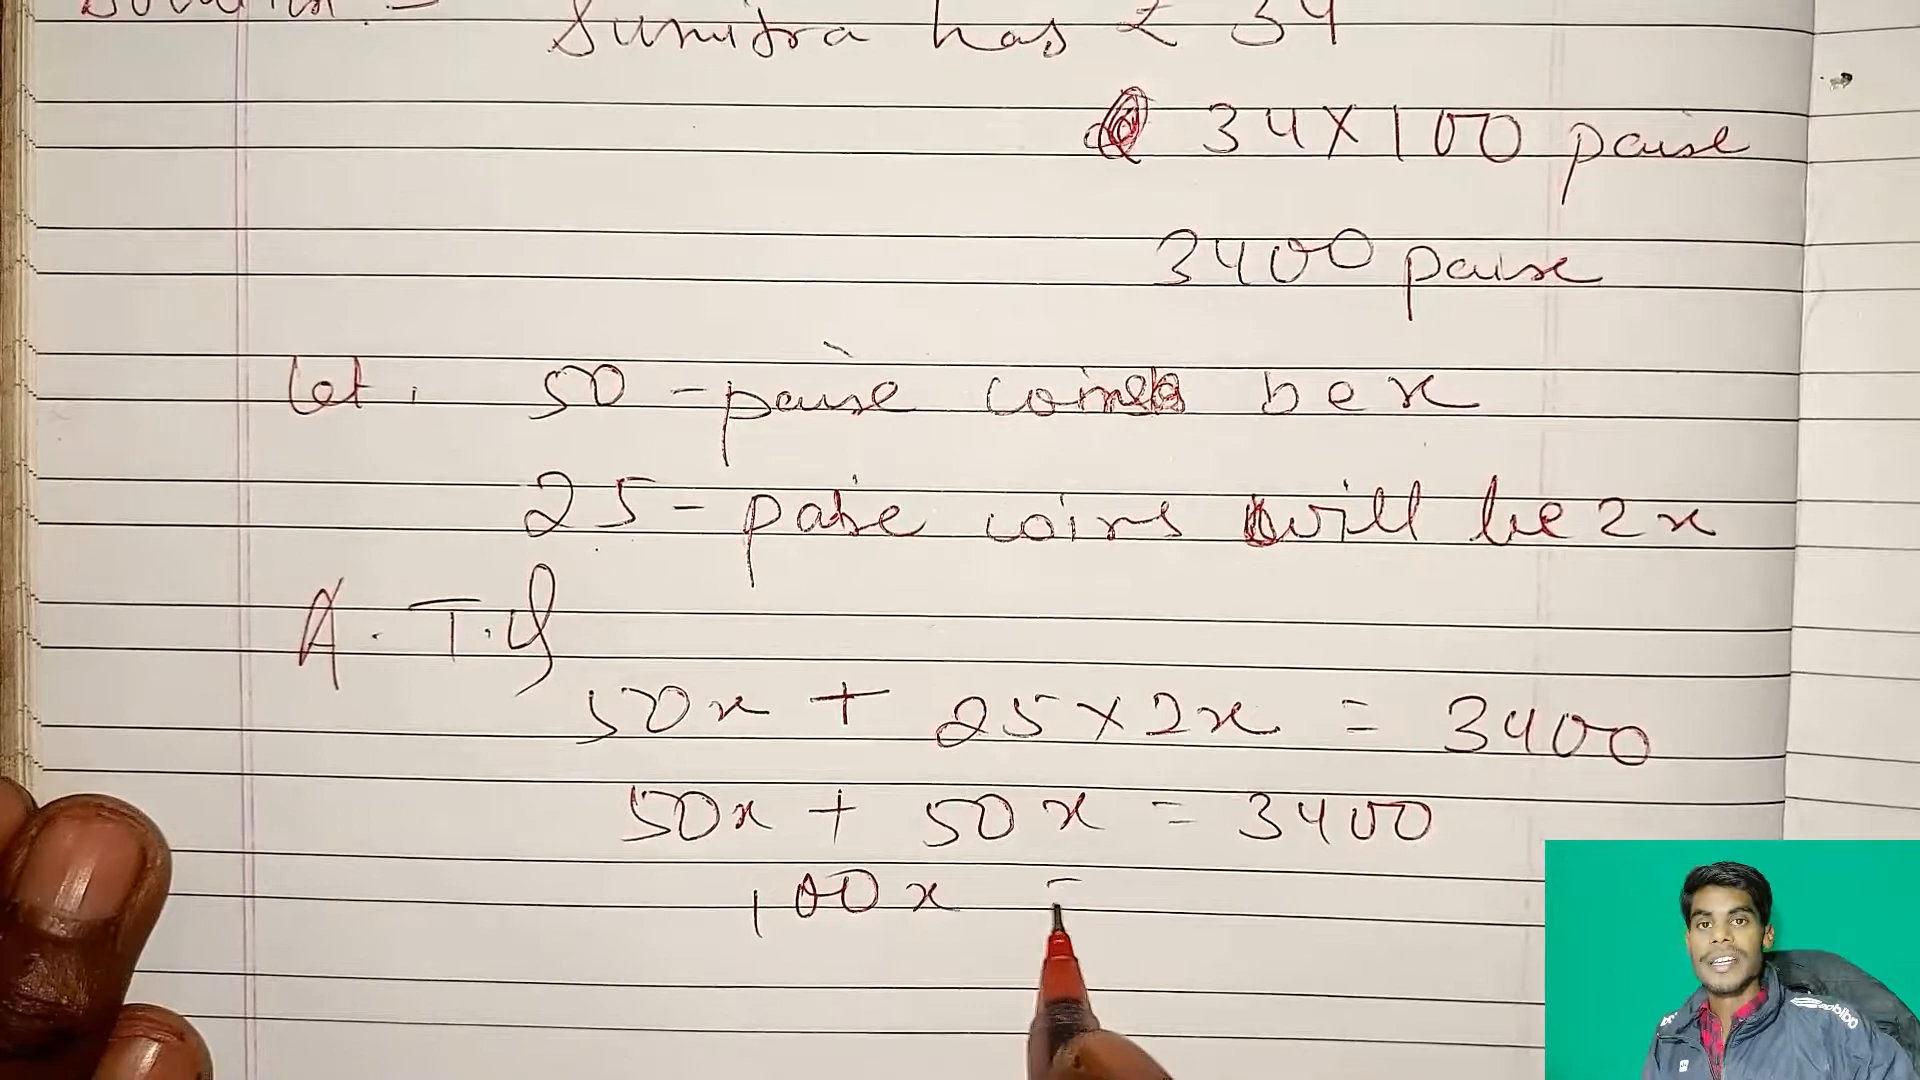 Sumitra has ₹ 34
34 X 100 paise
3400 paise
Let, 50 - paise coines be x
25 - paise coins will be 2x
A. T. Q
50x + 25 X 2x = 3400
50x + 50x = 3400
100x =